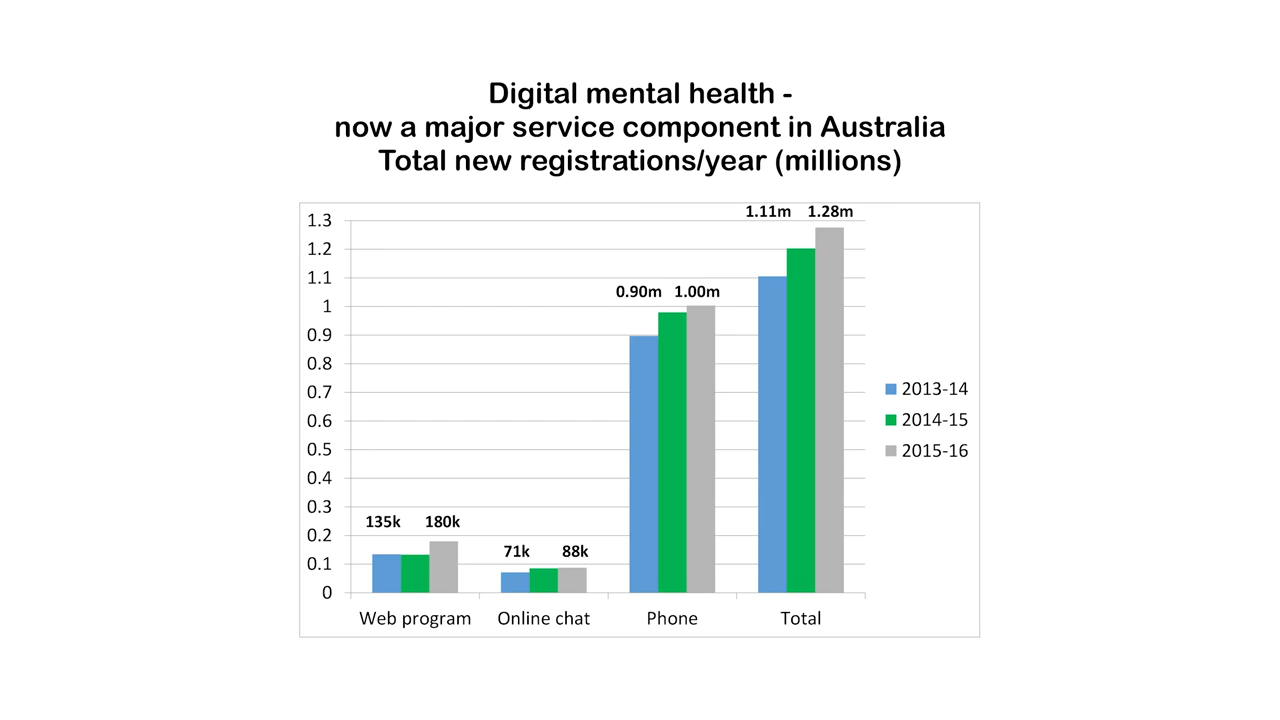 Digital mental health -
now a major service component in Australia
Total new registrations/year (millions)
1.11m 1.28m
1.3
1.2
1.1
0.90m 1.00m
1
0.9
0.8
0.7
0.6
0.5
0.4
0.3
135k 180k
0.2
71k 88k
0.1
0
Web program Online chat Phone Total
2013-14
2014-15
2015-16